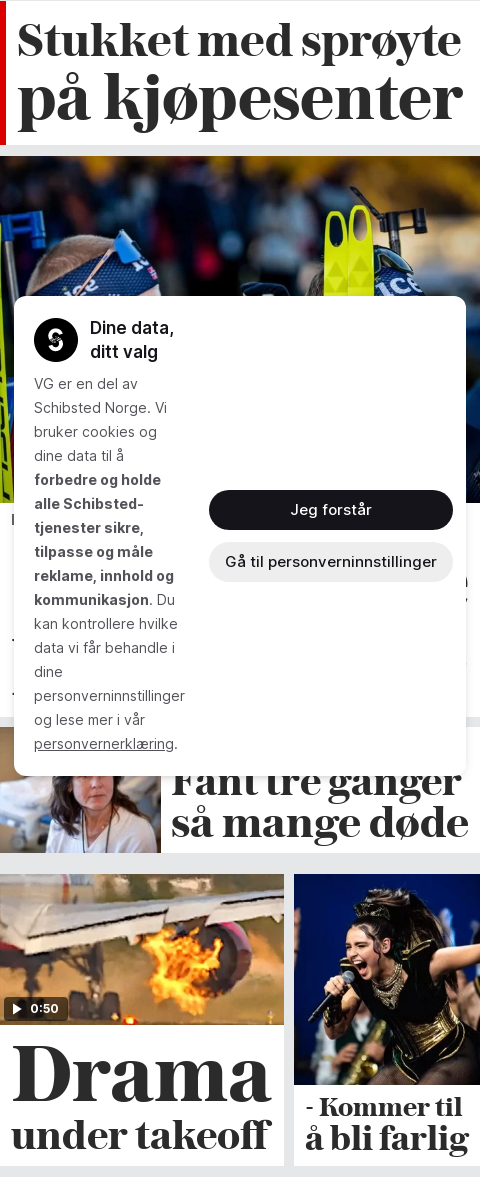 Stukket med sprøyte
på kjøpesenter
Dine data,
ditt valg
VG er en del av
Schibsted Norge. Vi
bruker cookies og
dine data til å
forbedre og holde
alle Schibsted-
tjenester sikre,
tilpasse og måle
reklame, innhold og
kommunikasjon. Du
kan kontrollere hvilke
data vi får behandle i
dine
personverninnstillinger
og lese mer i vår
personvernerklæring.
Jeg forstår
Gå til personverninnstillinger
Fant tre ganger
så mange døde
0:50
Drama
under takeoff
- Kommer til
å bli farlig